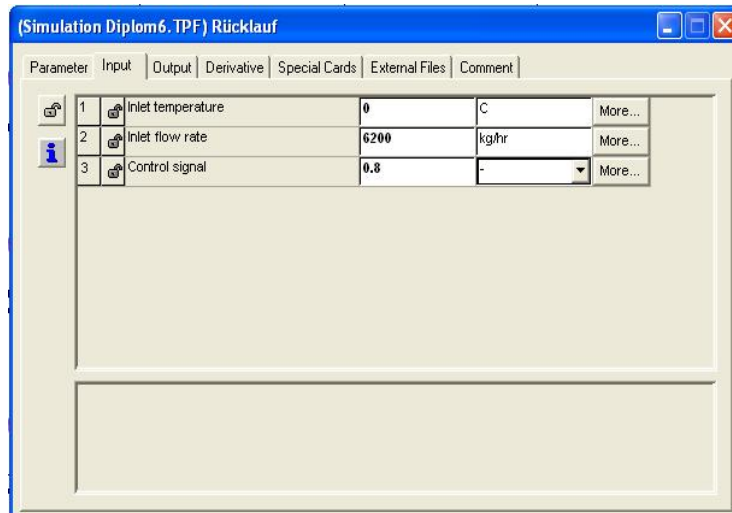 (Simulation Diplom6.TPF) Rücklauf
Parameter Input Output Derivative Special Cards External Files Comment
1 Inlet temperature 0 C More...
2 Inlet flow rate 6200 kg/hr More...
3 Control signal 0.8 - More...